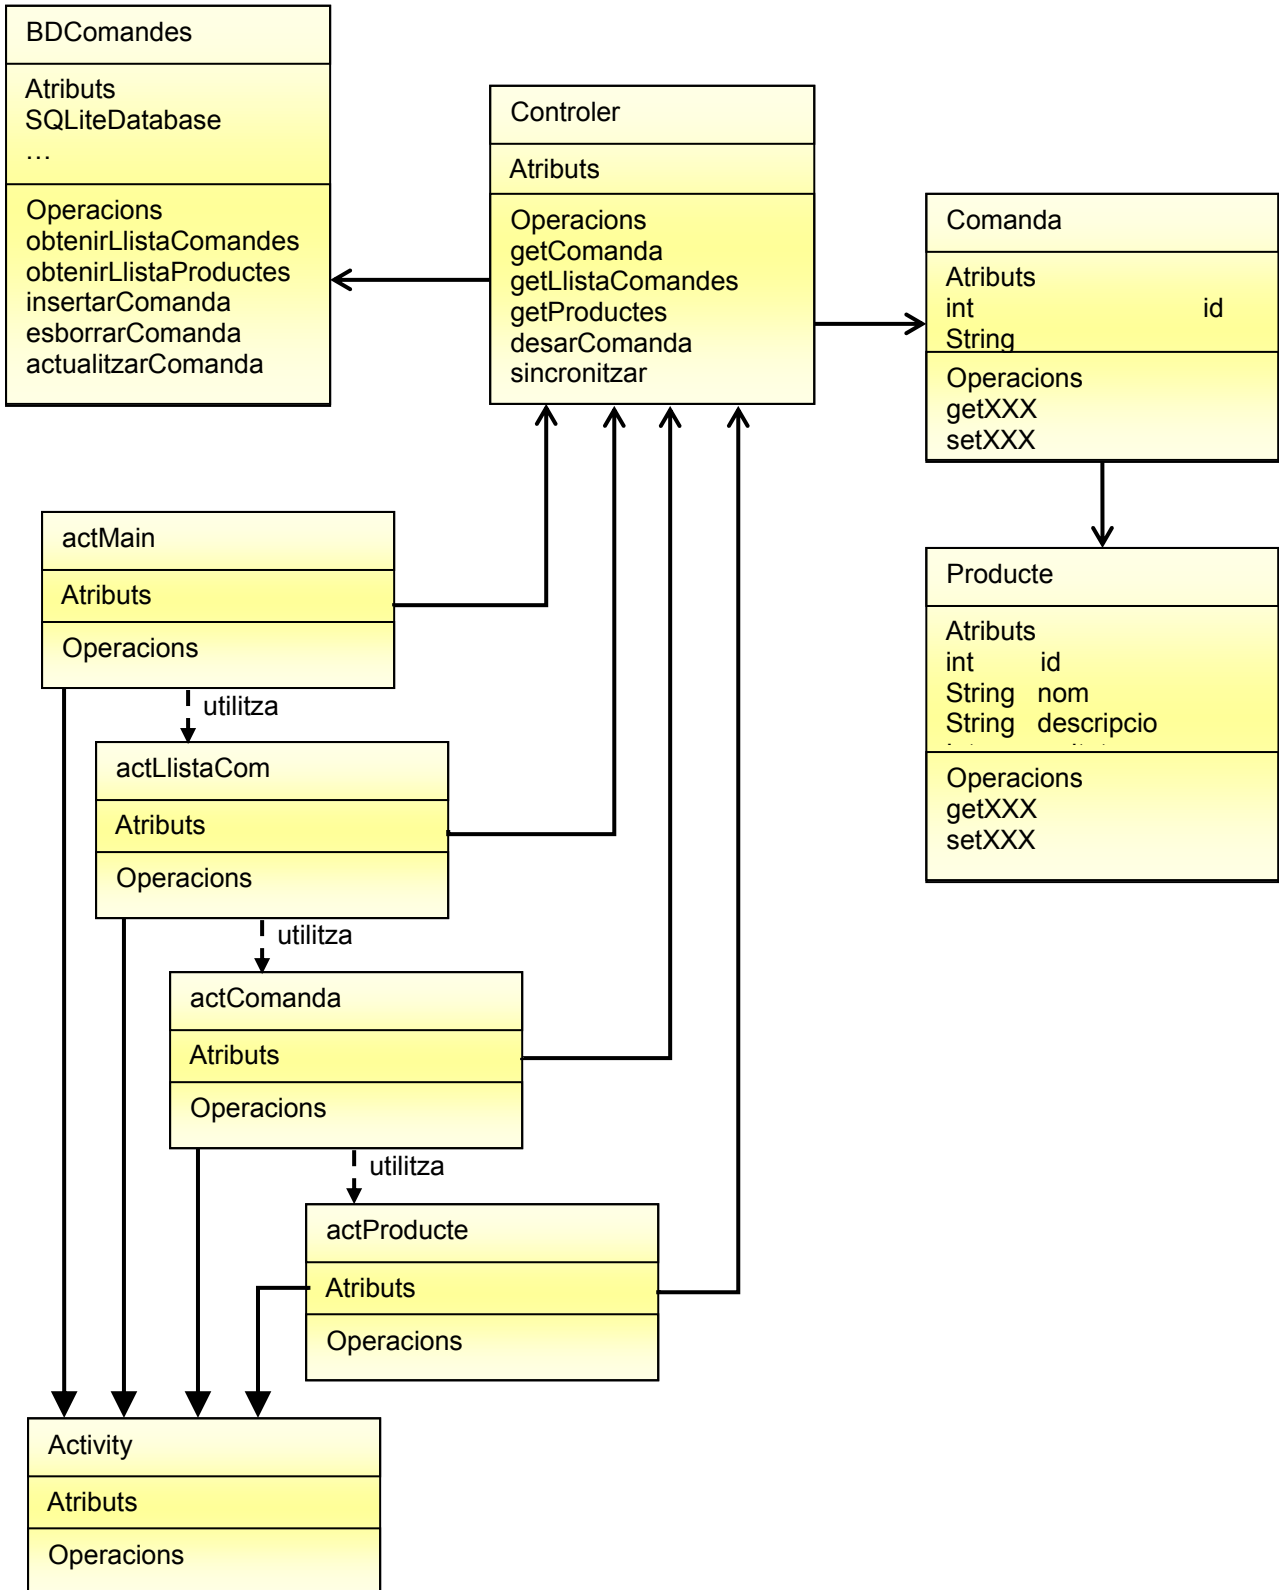 BDComandes
Atributs
SQLiteDatabase
…
Operacions
obtenirLlistaComandes
obtenirLlistaProductes
insertarComanda
esborrarComanda
actualitzarComanda
Controler
Atributs
Operacions
getComanda
getLlistaComandes
getProductes
desarComanda
sincronitzar
Comanda
Atributs
int id
String
Operacions
getXXX
setXXX
Producte
Atributs
int id
String nom
String descripcio
Operacions
getXXX
setXXX
actMain
Atributs
Operacions
utilitza
actLlistaCom
Atributs
Operacions
utilitza
actComanda
Atributs
Operacions
utilitza
actProducte
Atributs
Operacions
Activity
Atributs
Operacions